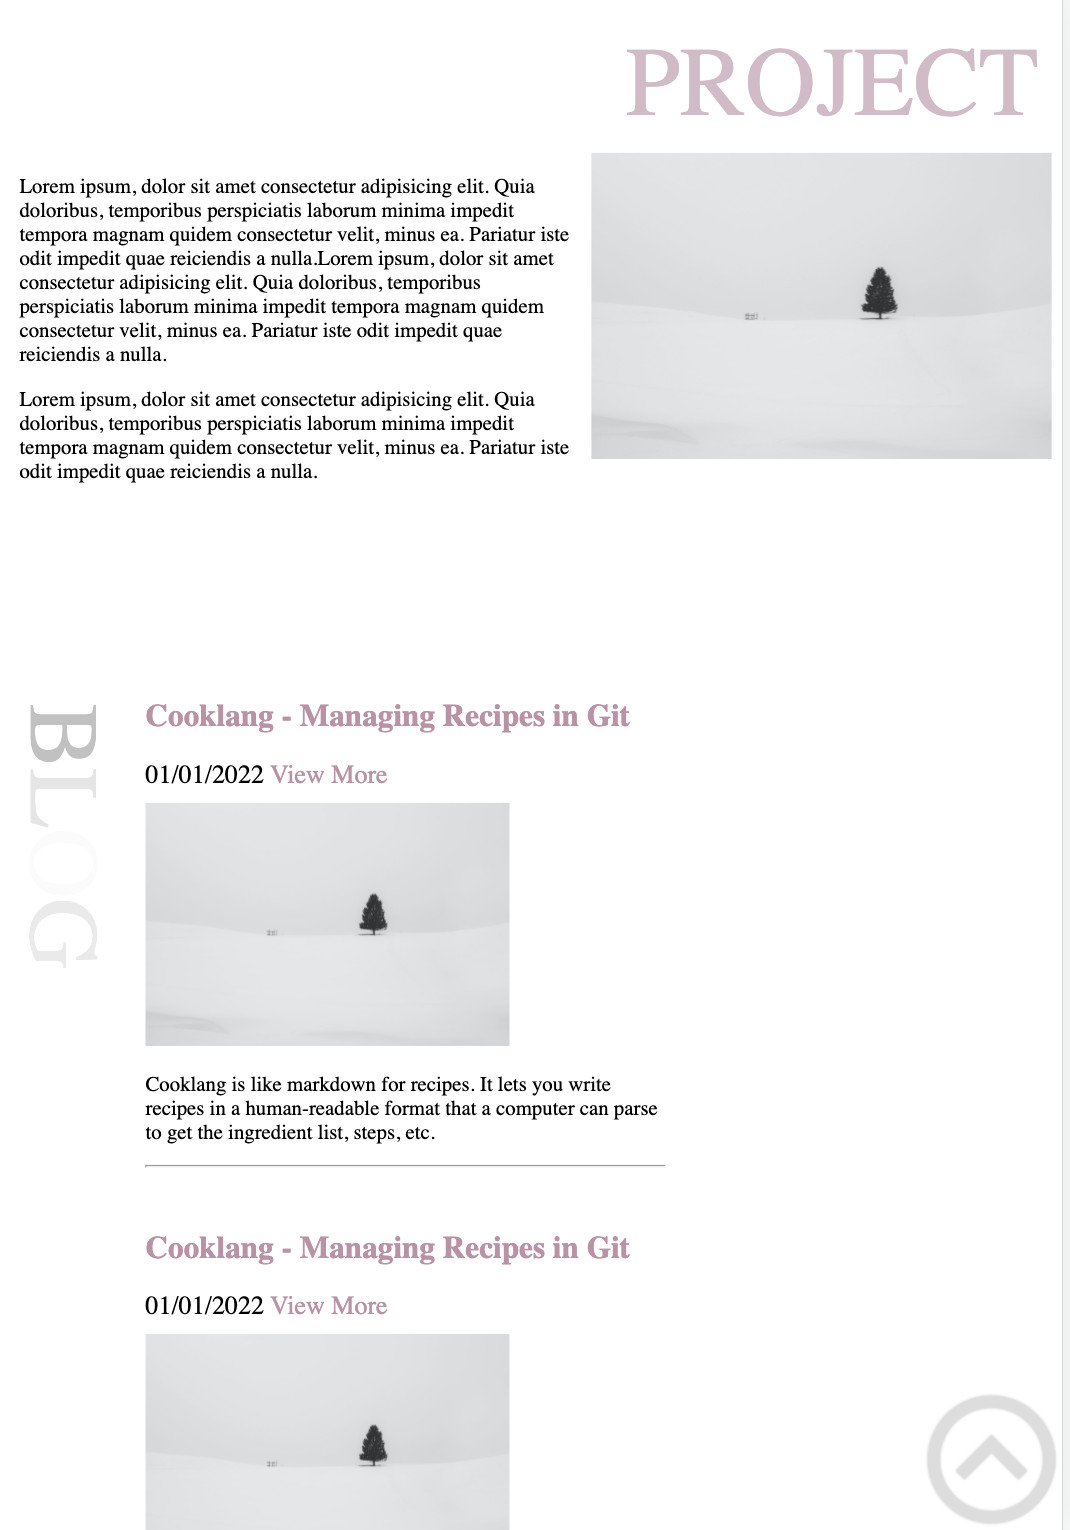 PROJECT
Lorem ipsum, dolor sit amet consectetur adipisicing elit. Quia
doloribus, temporibus perspiciatis laborum minima impedit
tempora magnam quidem consectetur velit, minus ea. Pariatur iste
odit impedit quae reiciendis a nulla.Lorem ipsum, dolor sit amet
consectetur adipisicing elit. Quia doloribus, temporibus
perspiciatis laborum minima impedit tempora magnam quidem
consectetur velit, minus ea. Pariatur iste odit impedit quae
reiciendis a nulla.
Lorem ipsum, dolor sit amet consectetur adipisicing elit. Quia
doloribus, temporibus perspiciatis laborum minima impedit
tempora magnam quidem consectetur velit, minus ea. Pariatur iste
odit impedit quae reiciendis a nulla.
BLOG
Cooklang - Managing Recipes in Git
01/01/2022 View More
Cooklang is like markdown for recipes. It lets you write
recipes in a human-readable format that a computer can parse
to get the ingredient list, steps, etc.
Cooklang - Managing Recipes in Git
01/01/2022 View More